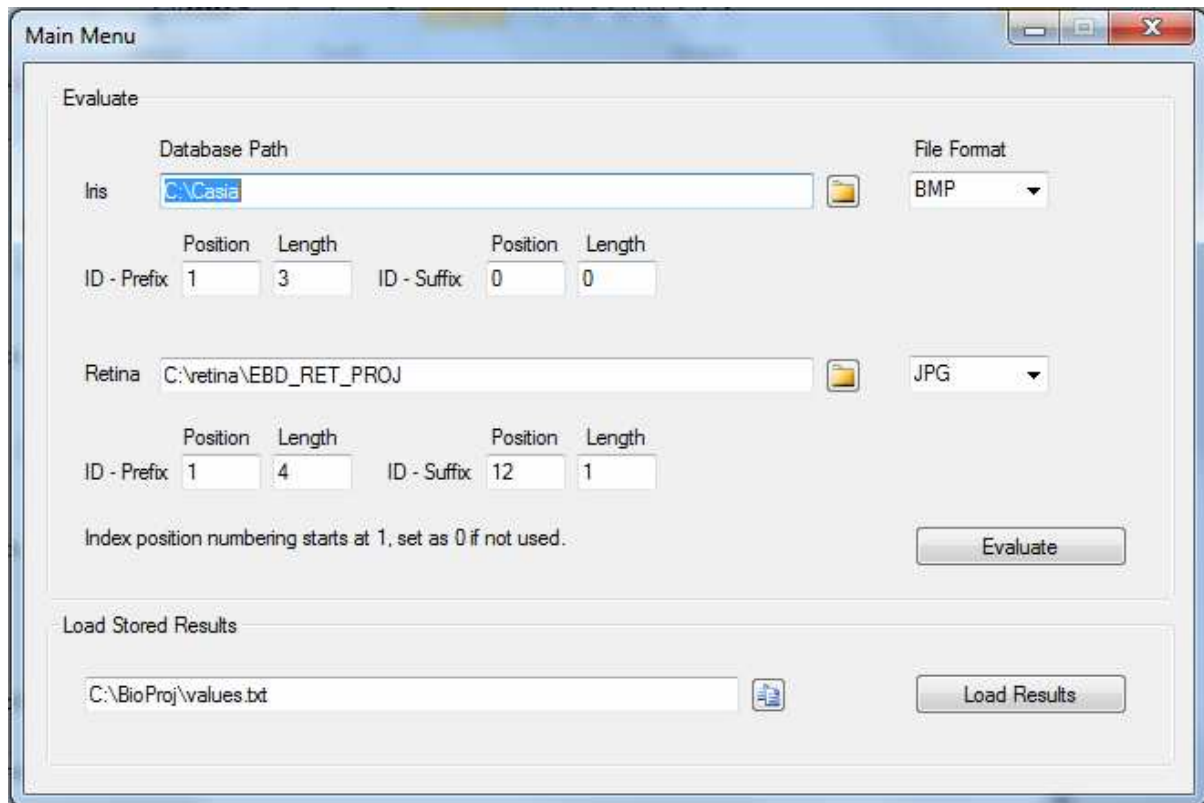 Main Menu
Evaluate
Database Path File Format
Iris C:\Casia BMP
Position Length Position Length
ID - Prefix 1 3 ID - Suffix 0 0
Retina C:\retina\EBD_RET_PROJ JPG
Position Length Position Length
ID - Prefix 1 4 ID - Suffix 12 1
Index position numbering starts at 1, set as 0 if not used.
Evaluate
Load Stored Results
C:\BioProj\values.txt Load Results